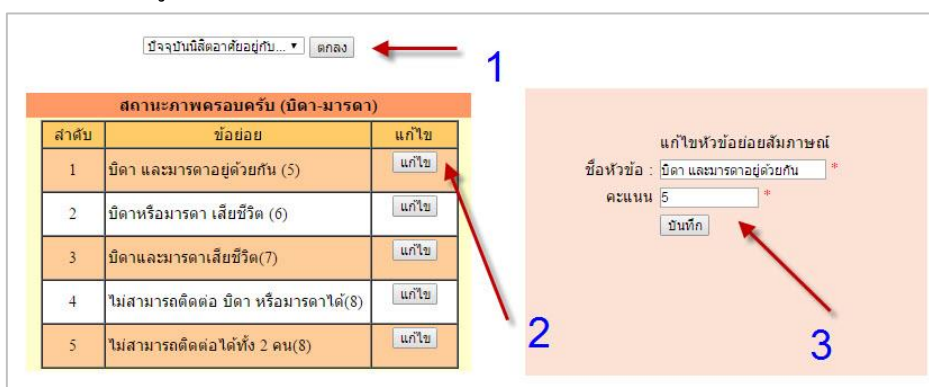 ปัจจุบันนิสิตอาศัยอยู่กับ... ตกลง
1
สถานะภาพครอบครับ (บิดา-มารดา)
ลำดับ ข้อย่อย แก้ไข
1 บิดา และมารดาอยู่ด้วยกัน (5) แก้ไข
2 บิดาหรือมารดา เสียชีวิต (6) แก้ไข
3 บิดาและมารดาเสียชีวิต(7) แก้ไข
4 ไม่สามารถติดต่อ บิดา หรือมารดาได้(8) แก้ไข
5 ไม่สามารถติดต่อได้ทั้ง 2 คน(8) แก้ไข
2
แก้ไขหัวข้อย่อยสัมภาษณ์
ชื่อหัวข้อ : บิดา และมารดาอยู่ด้วยกัน *
คะแนน 5 *
บันทึก
3